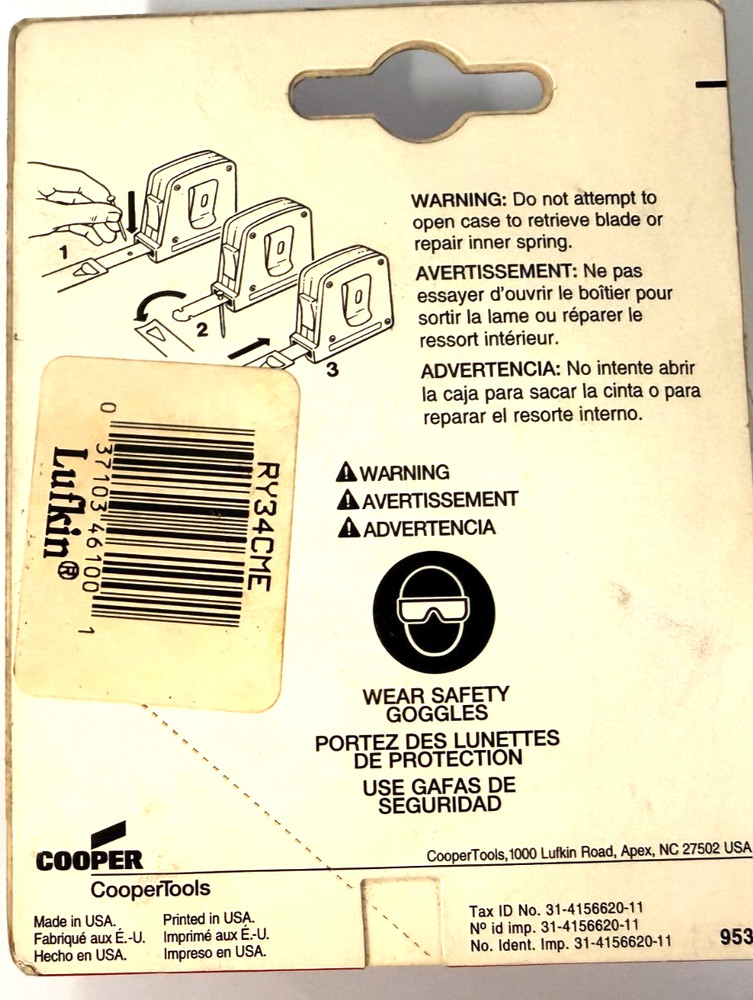 1
2
3
WARNING: Do not attempt to
open case to retrieve blade or
repair inner spring.
AVERTISSEMENT: Ne pas
essayer d'ouvrir le boîtier pour
sortir la lame ou réparer le
ressort intérieur.
ADVERTENCIA: No intente abrir
la caja para sacar la cinta o para
reparar el resorte interno.
RY34CME
0 37103 46100 1
Lufkin®
WARNING
AVERTISSEMENT
ADVERTENCIA
WEAR SAFETY
GOGGLES
PORTEZ DES LUNETTES
DE PROTECTION
USE GAFAS DE
SEGURIDAD
COOPER
CooperTools
CooperTools,1000 Lufkin Road, Apex, NC 27502 USA
Made in USA.
Fabriqué aux É.-U.
Hecho en USA.
Printed in USA.
Imprimé aux É.-U.
Impreso en USA.
Tax ID No. 31-4156620-11
Nº id imp. 31-4156620-11
No. Ident. Imp. 31-4156620-11
953